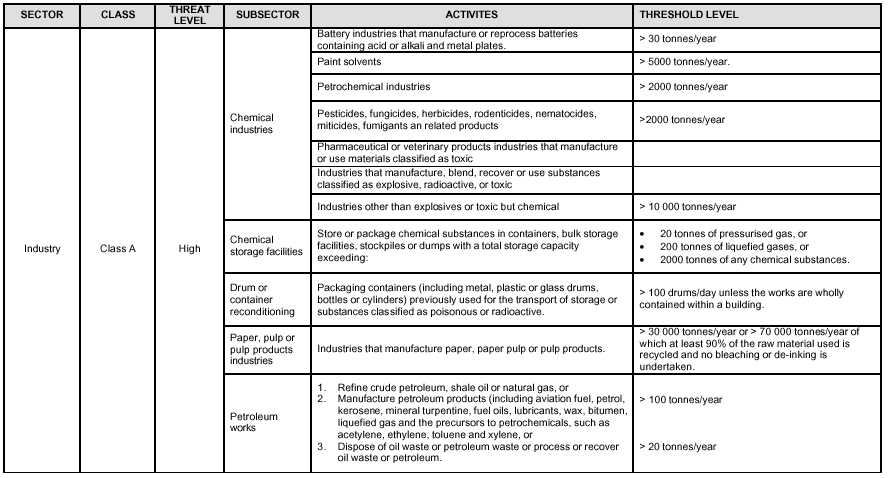 SECTOR CLASS THREAT LEVEL SUBSECTOR ACTIVITES THRESHOLD LEVEL
Industry
Class A
High
Chemical
industries
Battery industries that manufacture or reprocess batteries
containing acid or alkali and metal plates.
> 30 tonnes/year
Paint solvents
> 5000 tonnes/year.
Petrochemical industries
> 2000 tonnes/year
Pesticides, fungicides, herbicides, rodenticides, nematocides,
miticides, fumigants an related products
>2000 tonnes/year
Pharmaceutical or veterinary products industries that manufacture
or use materials classified as toxic
Industries that manufacture, blend, recover or use substances
classified as explosive, radioactive, or toxic
Industries other than explosives or toxic but chemical
> 10 000 tonnes/year
Chemical
storage facilities
Store or package chemical substances in containers, bulk storage
facilities, stockpiles or dumps with a total storage capacity
exceeding:
• 20 tonnes of pressurised gas, or
• 200 tonnes of liquefied gases, or
• 2000 tonnes of any chemical substances.
Drum or
container
reconditioning
Packaging containers (including metal, plastic or glass drums,
bottles or cylinders) previously used for the transport of storage or
substances classified as poisonous or radioactive.
> 100 drums/day unless the works are wholly
contained within a building.
Paper, pulp or
pulp products
industries
Industries that manufacture paper, paper pulp or pulp products.
> 30 000 tonnes/year or > 70 000 tonnes/year of
which at least 90% of the raw material used is
recycled and no bleaching or de-inking is
undertaken.
Petroleum
works
1. Refine crude petroleum, shale oil or natural gas, or
2. Manufacture petroleum products (including aviation fuel, petrol,
kerosene, mineral turpentine, fuel oils, lubricants, wax, bitumen,
liquefied gas and the precursors to petrochemicals, such as
acetylene, ethylene, toluene and xylene, or
3. Dispose of oil waste or petroleum waste or process or recover
oil waste or petroleum.
> 100 tonnes/year
> 20 tonnes/year